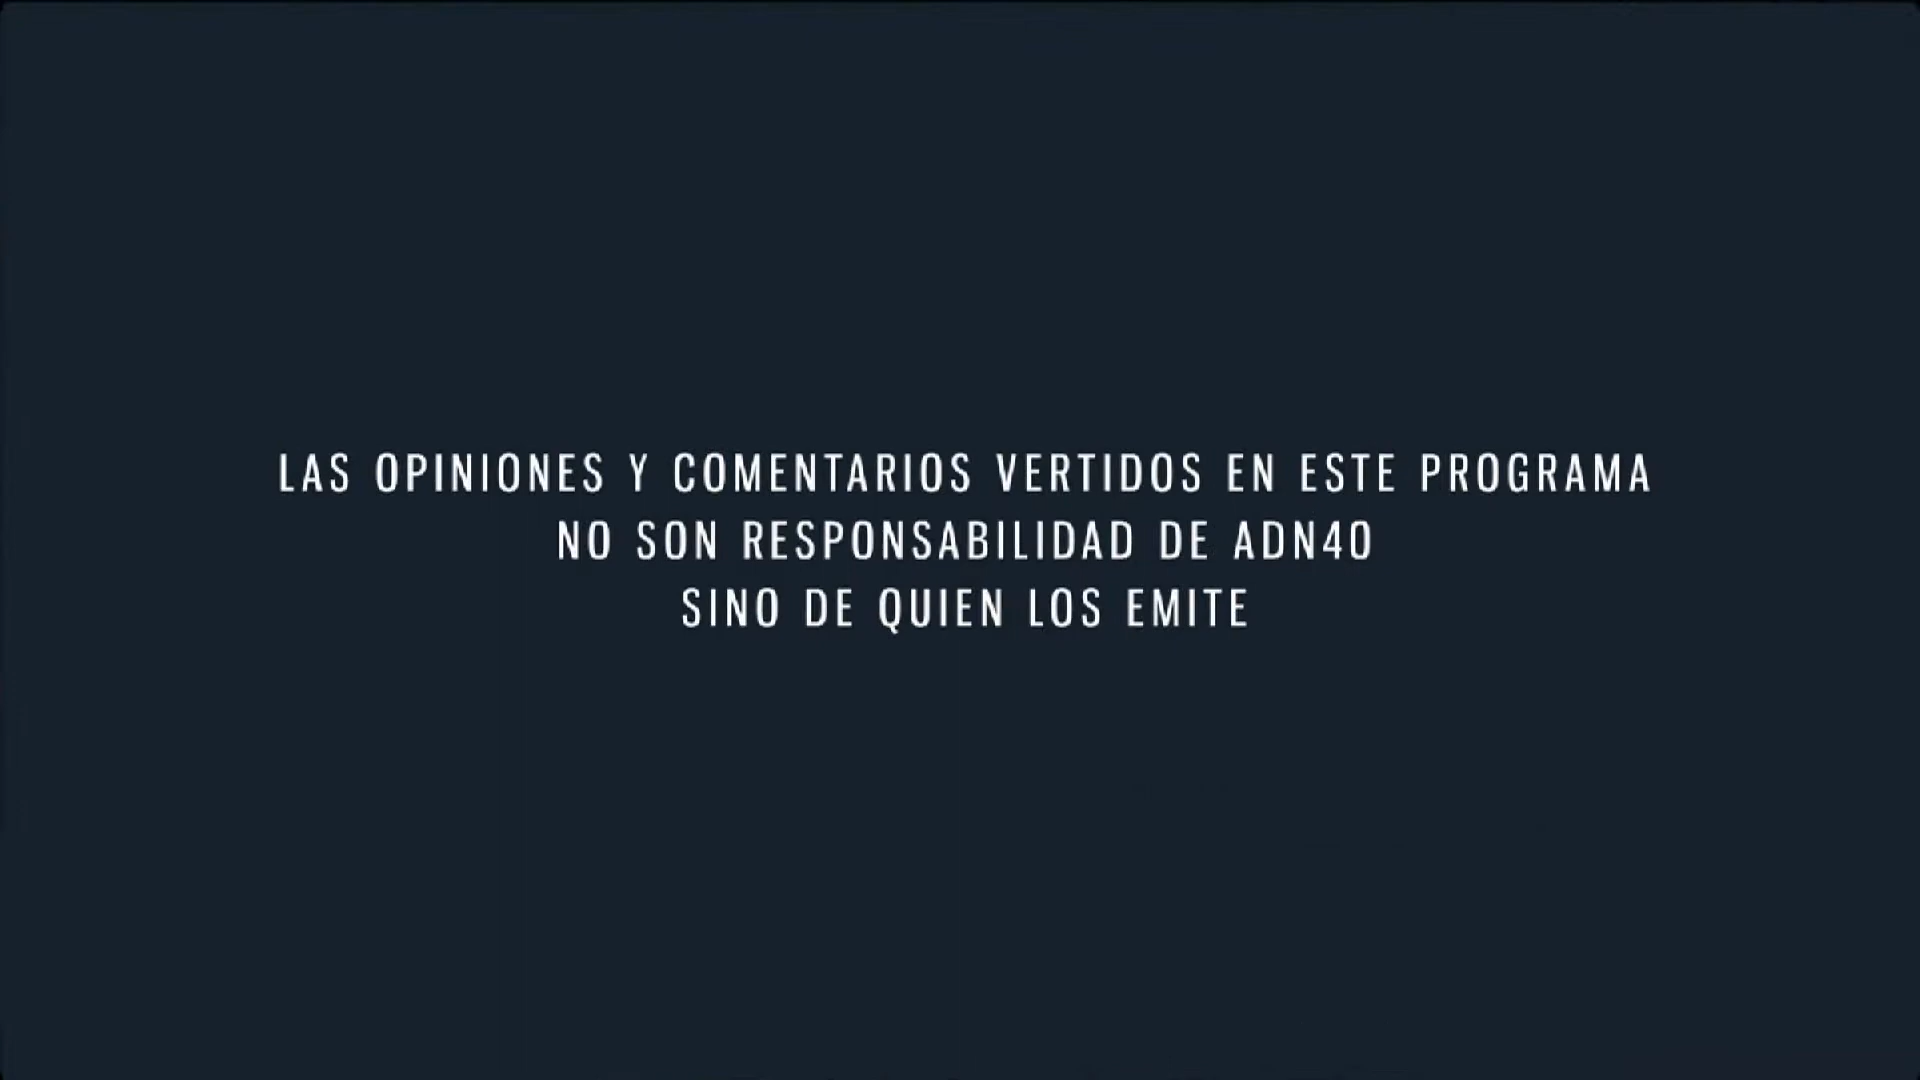 LAS OPINIONES Y COMENTARIOS VERTIDOS EN ESTE PROGRAMA
NO SON RESPONSABILIDAD DE ADN40
SINO DE QUIEN LOS EMITE